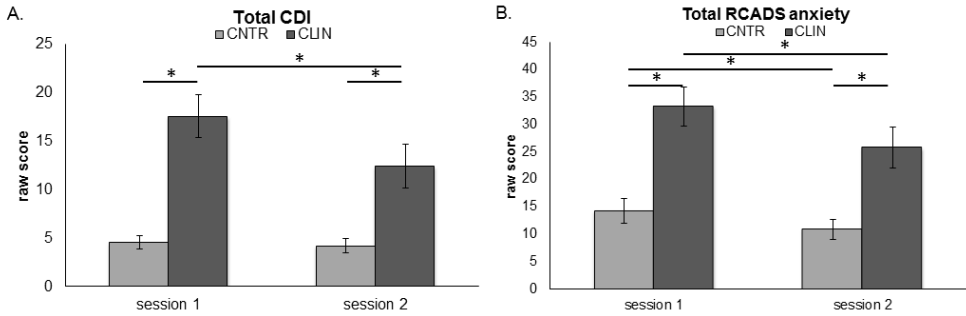 A.
Total CDI
CNTR CLIN
25
20
15
10
5
0
raw score
* * *
session 1 session 2
B.
Total RCADS anxiety
CNTR CLIN
45
40
35
30
25
20
15
10
5
0
raw score
* * * *
session 1 session 2